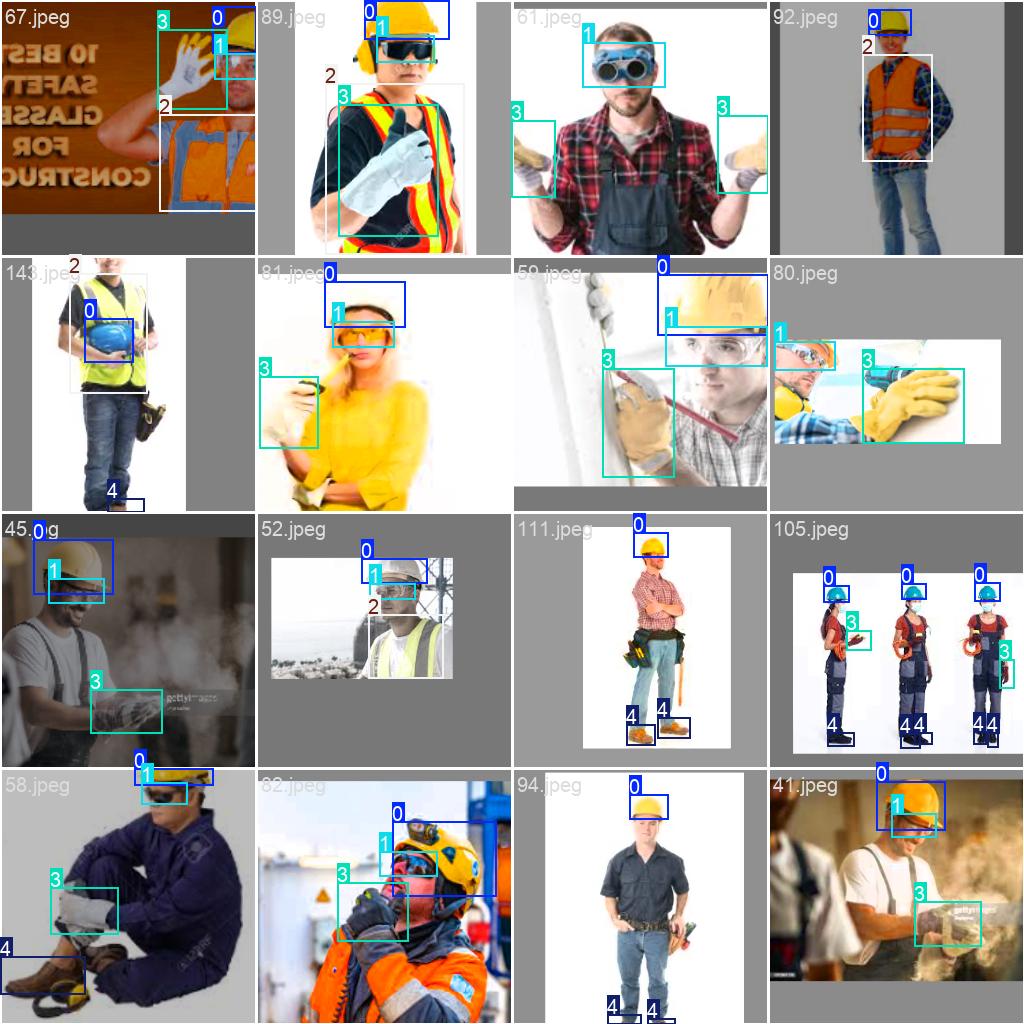 67.jpeg
3
0
1
2
10 BEST
SAFETY
GLASSE
FOR
CONSTRUC
89.jpeg
0
1
2
3
61.jpeg
1
3
3
92.jpeg
0
2
143.jpeg
2
0
4
81.jpeg
0
1
3
59.jpeg
0
1
3
80.jpeg
1
3
45.
0
1
3
gettyimages
52.jpeg
0
1
2
111.jpeg
0
4
4
105.jpeg
0
0
0
3
3
4
4
4
4
4
58.jpeg
0
1
3
4
82.jpeg
0
1
3
94.jpeg
0
4
4
41.jpeg
0
1
3
gettyimages